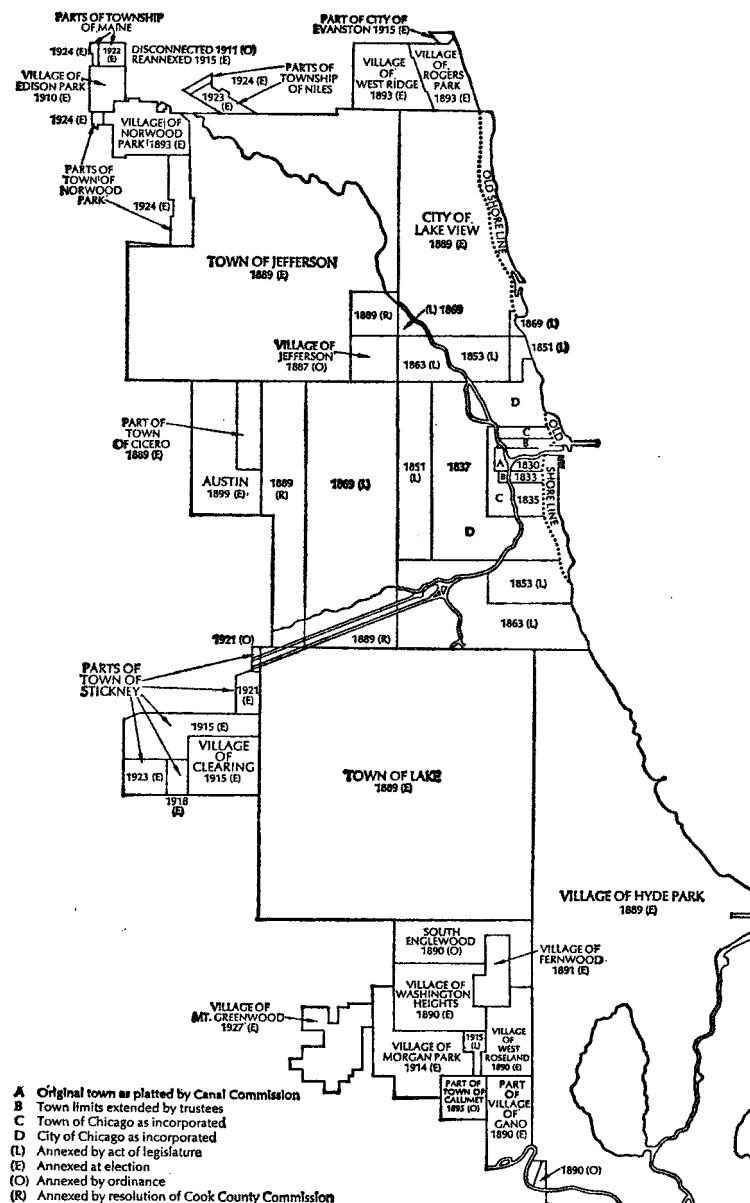 PARTS OF TOWNSHIP
OF MAINE
1924 (E)
1922
(E)
DISCONNECTED 1911 (O)
REANNEXED 1915 (E)
PART OF CITY OF
EVANSTON 1915 (E)
VILLAGE OF
EDISON PARK
1910 (E)
1924 (E)
1923
(E)
PARTS OF
TOWNSHIP
OF NILES
VILLAGE
OF
WEST RIDGE
1893 (E)
VILLAGE
OF
ROGERS
PARK
1893 (E)
1924 (E)
VILLAGE OF
NORWOOD
PARK 1893 (E)
PARTS OF
TOWN OF
NORWOOD
PARK
1924 (E)
OLD SHORE LINE
CITY OF
LAKE VIEW
1889 (E)
TOWN OF JEFFERSON
1889 (E)
1889 (R)
(L) 1869
1869 (L)
VILLAGE OF
JEFFERSON
1887 (O)
1863 (L)
1853 (L)
1851 (L)
D
PART OF
TOWN
OF CICERO
1889 (E)
AUSTIN
1899 (E)
1889
(R)
1869 (L)
1851
(L)
1837
C
B
OLD
A
1830
B
1833
C
1835
SHORE LINE
D
1853 (L)
1863 (L)
1889 (R)
1921 (O)
PARTS OF
TOWN OF
STICKNEY
1921
(E)
1915 (E)
VILLAGE
OF
CLEARING
1915 (E)
1923 (E)
1918
(E)
TOWN OF LAKE
1889 (E)
VILLAGE OF HYDE PARK
1889 (E)
SOUTH
ENGLEWOOD
1890 (O)
VILLAGE OF
FERNWOOD
1891 (E)
VILLAGE OF
WASHINGTON
HEIGHTS
1890 (E)
VILLAGE OF
MT. GREENWOOD
1927 (E)
VILLAGE OF
MORGAN PARK
1914 (E)
1915
(L)
VILLAGE
OF
WEST
ROSELAND
1890 (E)
PART OF
TOWN OF
CALUMET
1895 (O)
PART
OF
VILLAGE
OF
GANO
1890 (E)
1890 (O)
A Original town as platted by Canal Commission
B Town limits extended by trustees
C Town of Chicago as incorporated
D City of Chicago as incorporated
(L) Annexed by act of legislature
(E) Annexed at election
(O) Annexed by ordinance
(R) Annexed by resolution of Cook County Commission